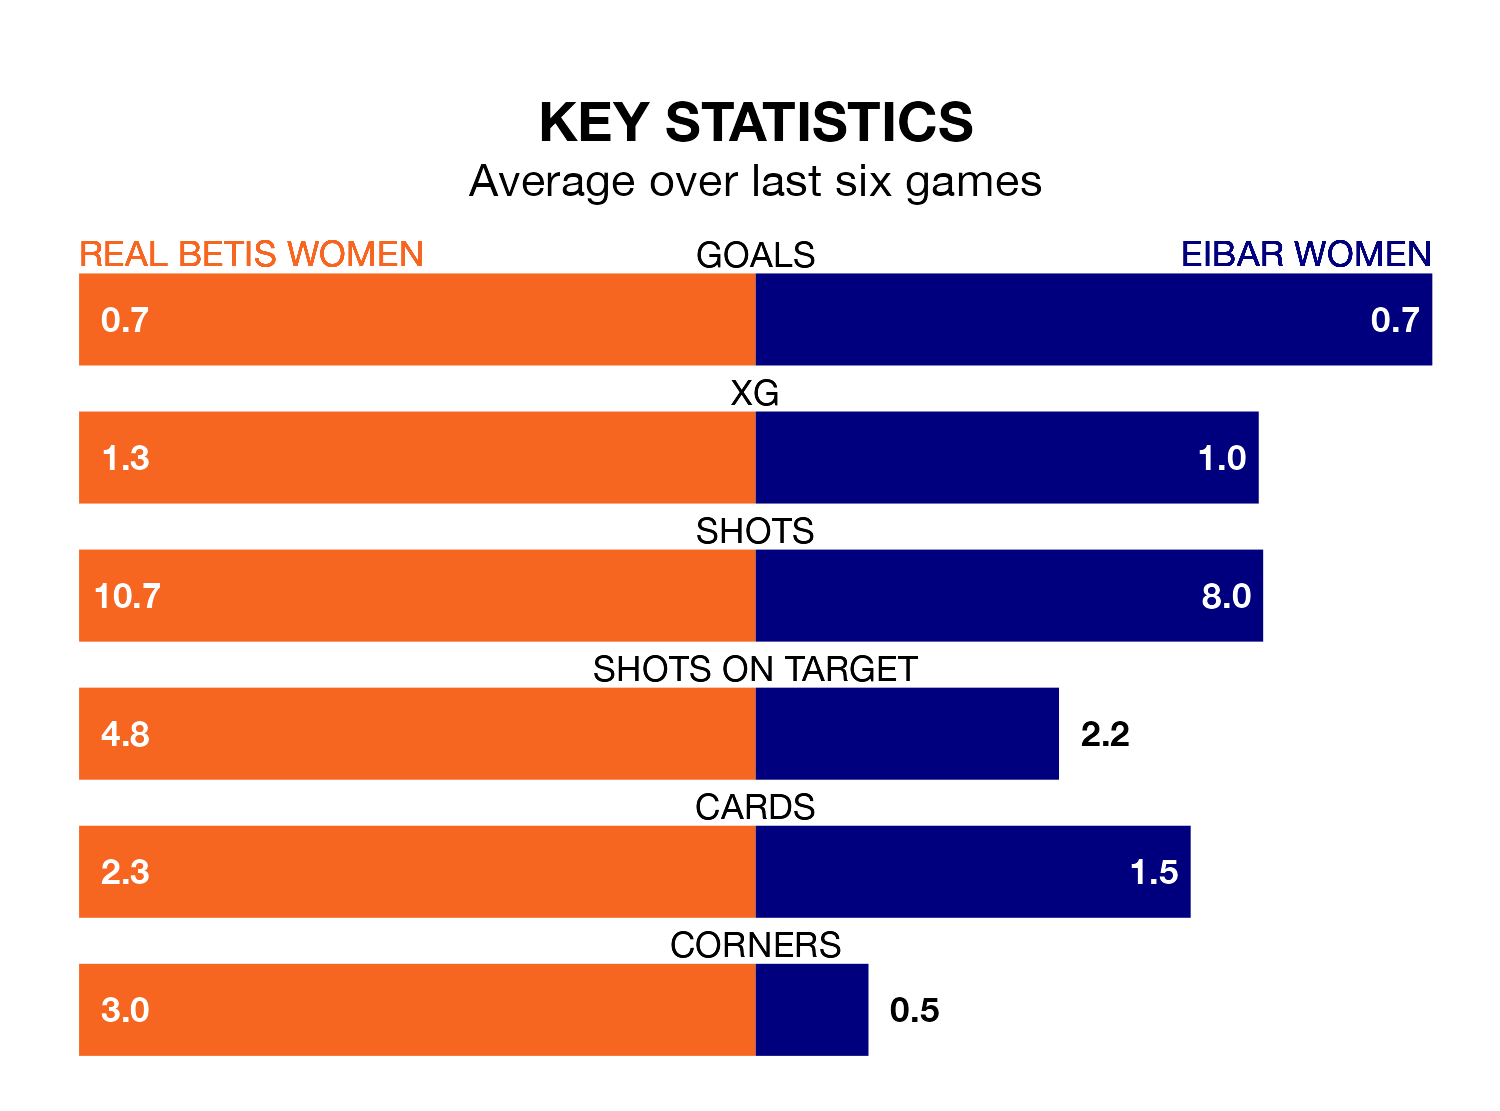 KEY STATISTICS
Average over last six games
REAL BETIS WOMEN GOALS EIBAR WOMEN
0.7 0.7
XG
1.3 1.0
SHOTS
10.7 8.0
SHOTS ON TARGET
4.8 2.2
CARDS
2.3 1.5
CORNERS
3.0 0.5